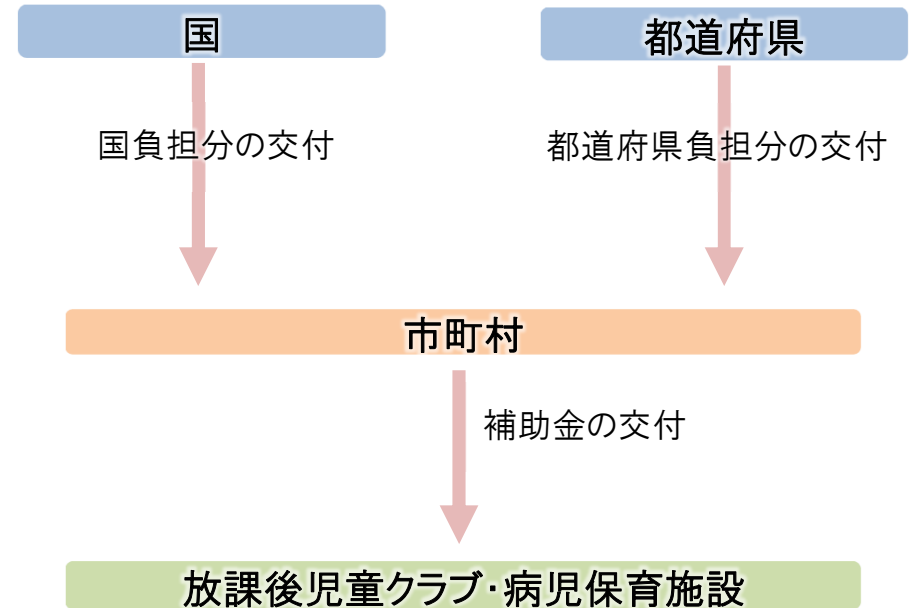 国
都道府県
国負担分の交付
都道府県負担分の交付
市町村
補助金の交付
放課後児童クラブ・病児保育施設